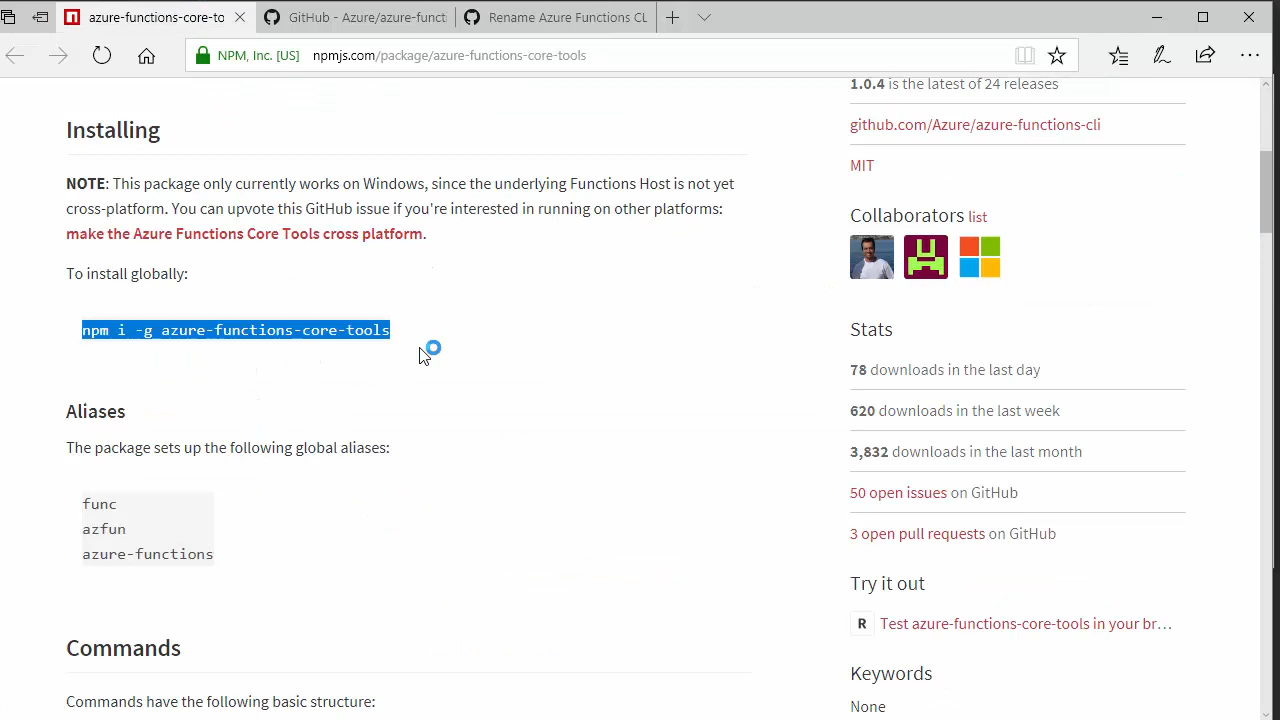 azure-functions-core-to
GitHub - Azure/azure-funct
Rename Azure Functions CL
NPM, Inc. [US]
npmjs.com/package/azure-functions-core-tools
Installing
NOTE: This package only currently works on Windows, since the underlying Functions Host is not yet
cross-platform. You can upvote this GitHub issue if you're interested in running on other platforms:
make the Azure Functions Core Tools cross platform.
To install globally:
npm i -g azure-functions-core-tools
Aliases
The package sets up the following global aliases:
func
azfun
azure-functions
Commands
Commands have the following basic structure:
1.0.4 is the latest of 24 releases
github.com/Azure/azure-functions-cli
MIT
Collaborators list
Stats
78 downloads in the last day
620 downloads in the last week
3,832 downloads in the last month
50 open issues on GitHub
3 open pull requests on GitHub
Try it out
R Test azure-functions-core-tools in your br...
Keywords
None